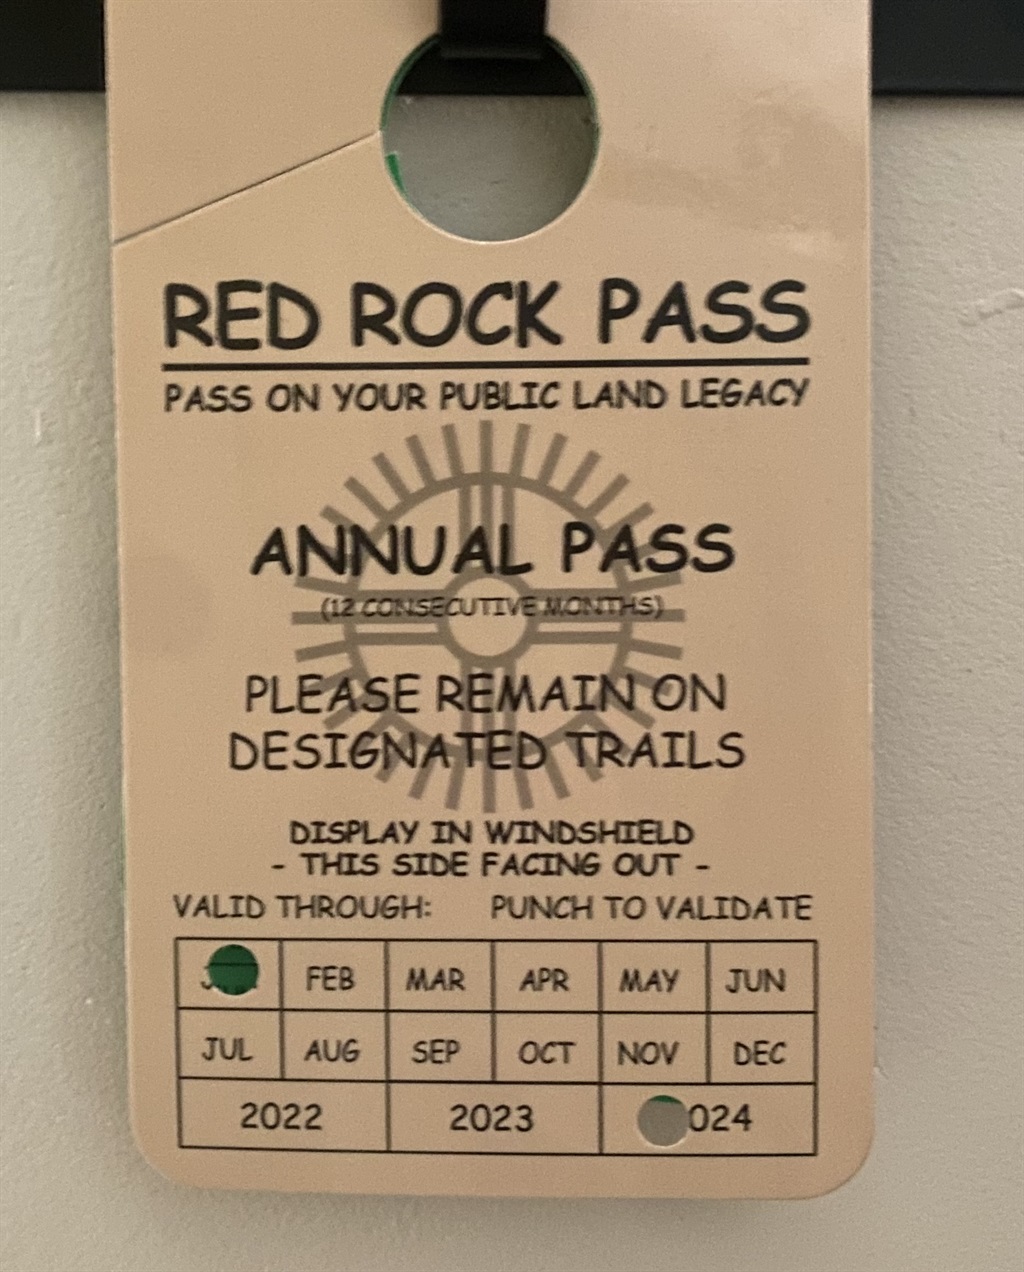 RED ROCK PASS
PASS ON YOUR PUBLIC LAND LEGACY
ANNUAL PASS
(12 CONSECUTIVE MONTHS)
PLEASE REMAIN ON
DESIGNATED TRAILS
DISPLAY IN WINDSHIELD
- THIS SIDE FACING OUT -
VALID THROUGH: PUNCH TO VALIDATE
FEB MAR APR MAY JUN
JUL AUG SEP OCT NOV DEC
2022 2023 024